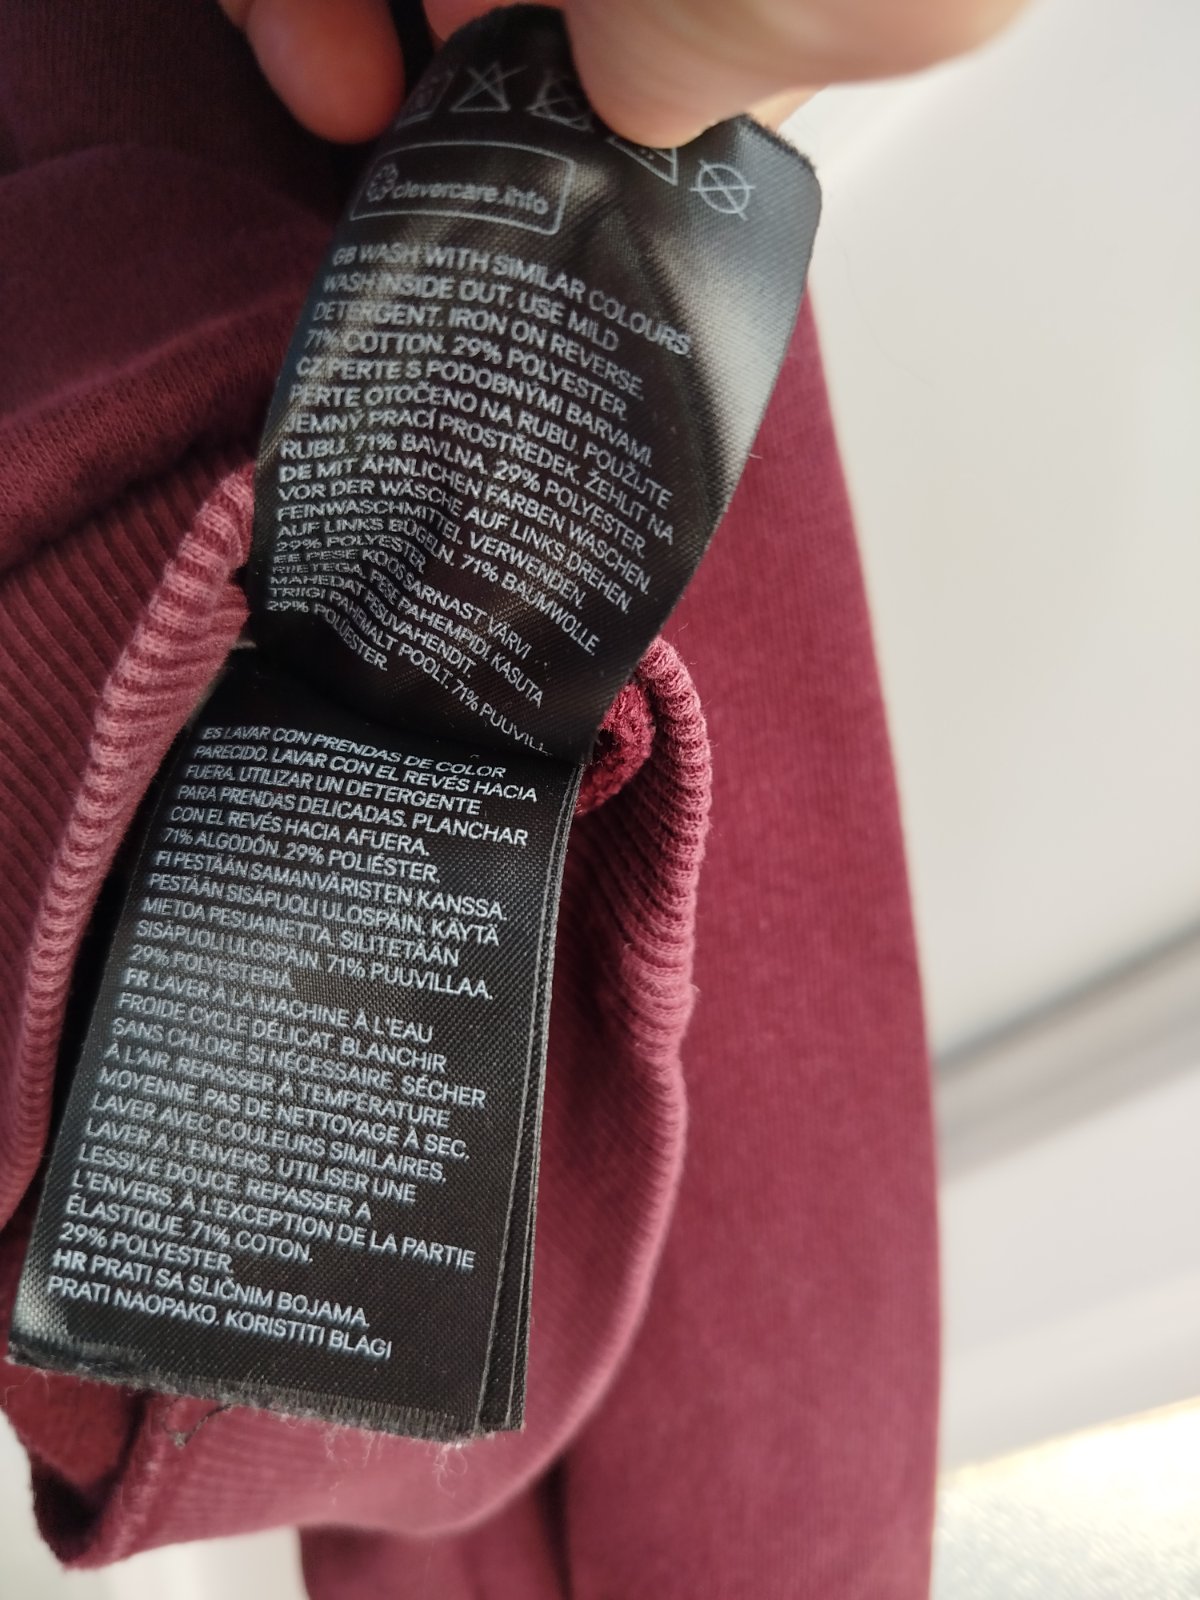 clevercare.info
GB WASH WITH SIMILAR COLOURS.
WASH INSIDE OUT. USE MILD
DETERGENT. IRON ON REVERSE.
71% COTTON. 29% POLYESTER.
CZ PERTE S PODOBNÝMI BARVAMI.
PERTE OTOČENO NA RUBU. POUŽIJTE
JEMNÝ PRACÍ PROSTŘEDEK. ŽEHLIT NA
RUBU. 71% BAVLNA. 29% POLYESTER.
DE MIT ÄHNLICHEN FARBEN WASCHEN.
VOR DER WÄSCHE AUF LINKS DREHEN.
FEINWASCHMITTEL VERWENDEN.
AUF LINKS BÜGELN. 71% BAUMWOLLE.
29% POLYESTER.
EE PESE KOOS SARNAST VÄRVI
RIIETEGA. PESE PAHEMPIDI. KASUTA
MAHEDAT PESUVAHENDIT.
TRIIGI PAHEMALT POOLT. 71% PUUVILL.
29% POLÜESTER.
ES LAVAR CON PRENDAS DE COLOR
PARECIDO. LAVAR CON EL REVÉS HACIA
FUERA. UTILIZAR UN DETERGENTE
PARA PRENDAS DELICADAS. PLANCHAR
CON EL REVÉS HACIA AFUERA.
71% ALGODÓN. 29% POLIÉSTER.
FI PESTÄÄN SAMANVÄRISTEN KANSSA.
PESTÄÄN SISÄPUOLI ULOSPÄIN. KÄYTÄ
MIETOA PESUAINETTA. SILITETÄÄN
SISÄPUOLI ULOSPÄIN. 71% PUUVILLAA.
29% POLYESTERIÄ.
FR LAVER À LA MACHINE À L'EAU
FROIDE CYCLE DÉLICAT. BLANCHIR
SANS CHLORE SI NÉCESSAIRE. SÉCHER
À L'AIR. REPASSER À TEMPÉRATURE
MOYENNE. PAS DE NETTOYAGE À SEC.
LAVER AVEC COULEURS SIMILAIRES.
LAVER A L'ENVERS. UTILISER UNE
LESSIVE DOUCE. REPASSER A
L'ENVERS, À L'EXCEPTION DE LA PARTIE
ÉLASTIQUE. 71% COTON.
29% POLYESTER.
HR PRATI SA SLIČNIM BOJAMA.
PRATI NAOPAKO. KORISTITI BLAGI